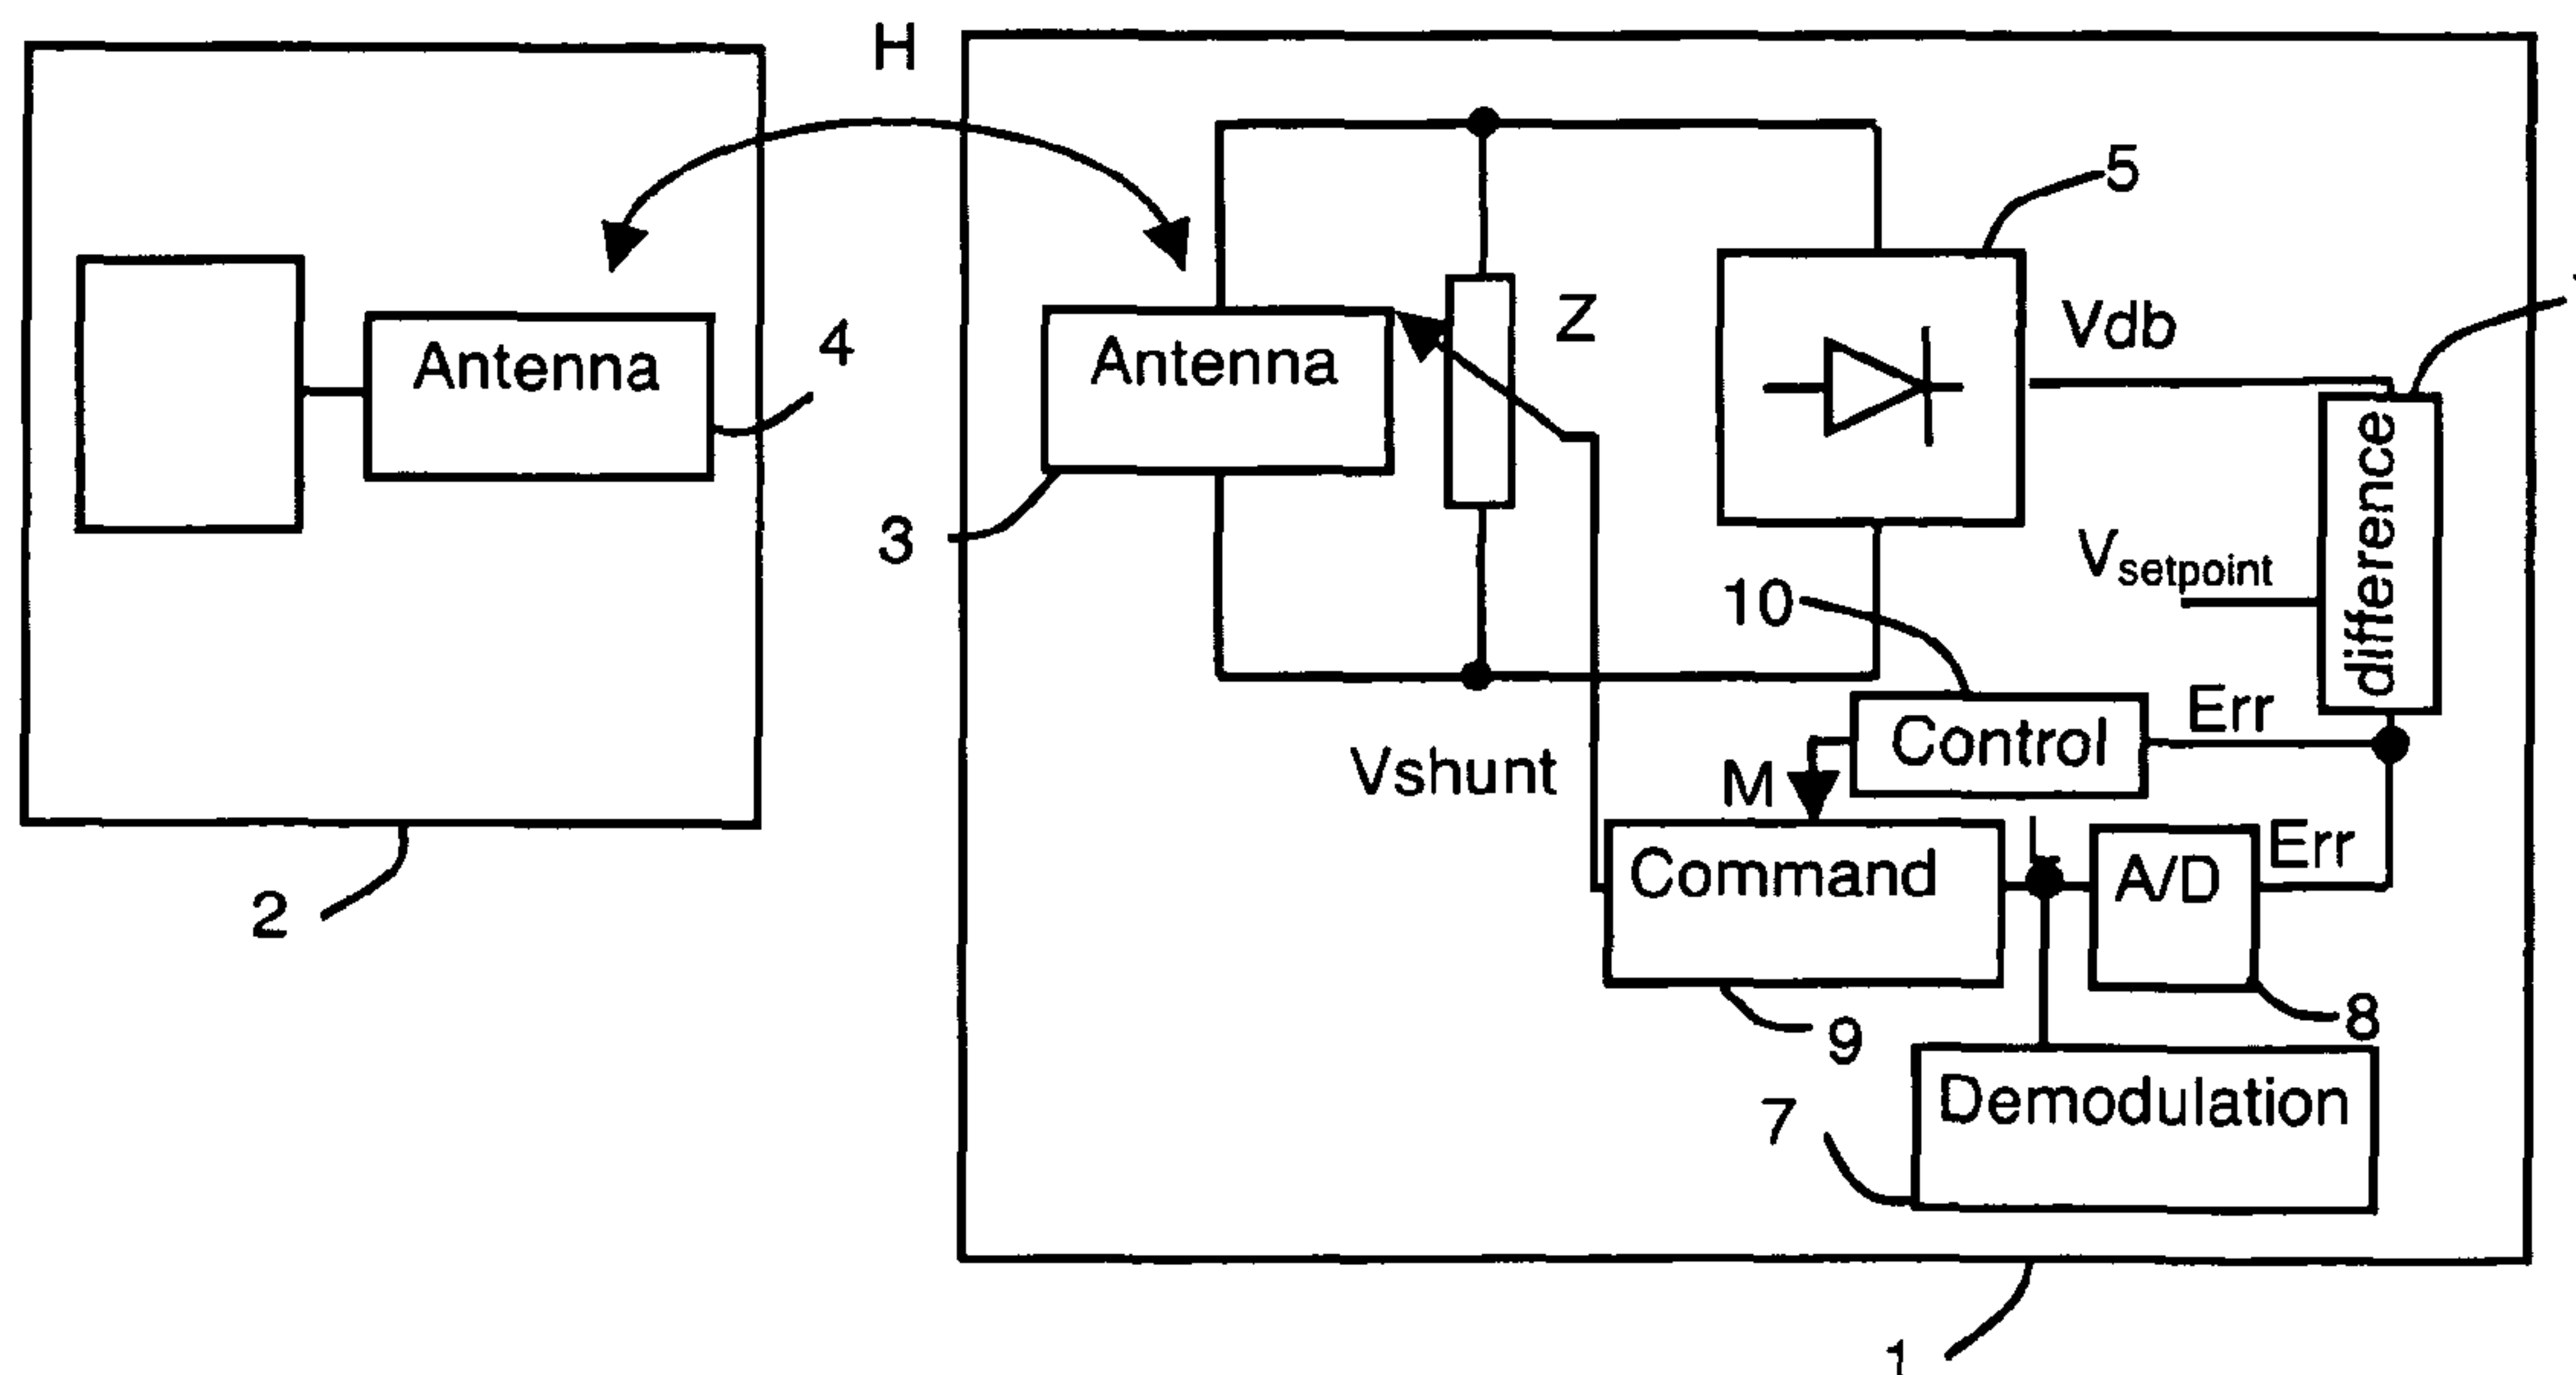 H
5
Antenna
4
Antenna
Z
Vdb
difference
3
Vsetpoint
10
Control
Err
Vshunt
M
Command
A/D
Err
2
9
8
7
Demodulation
1